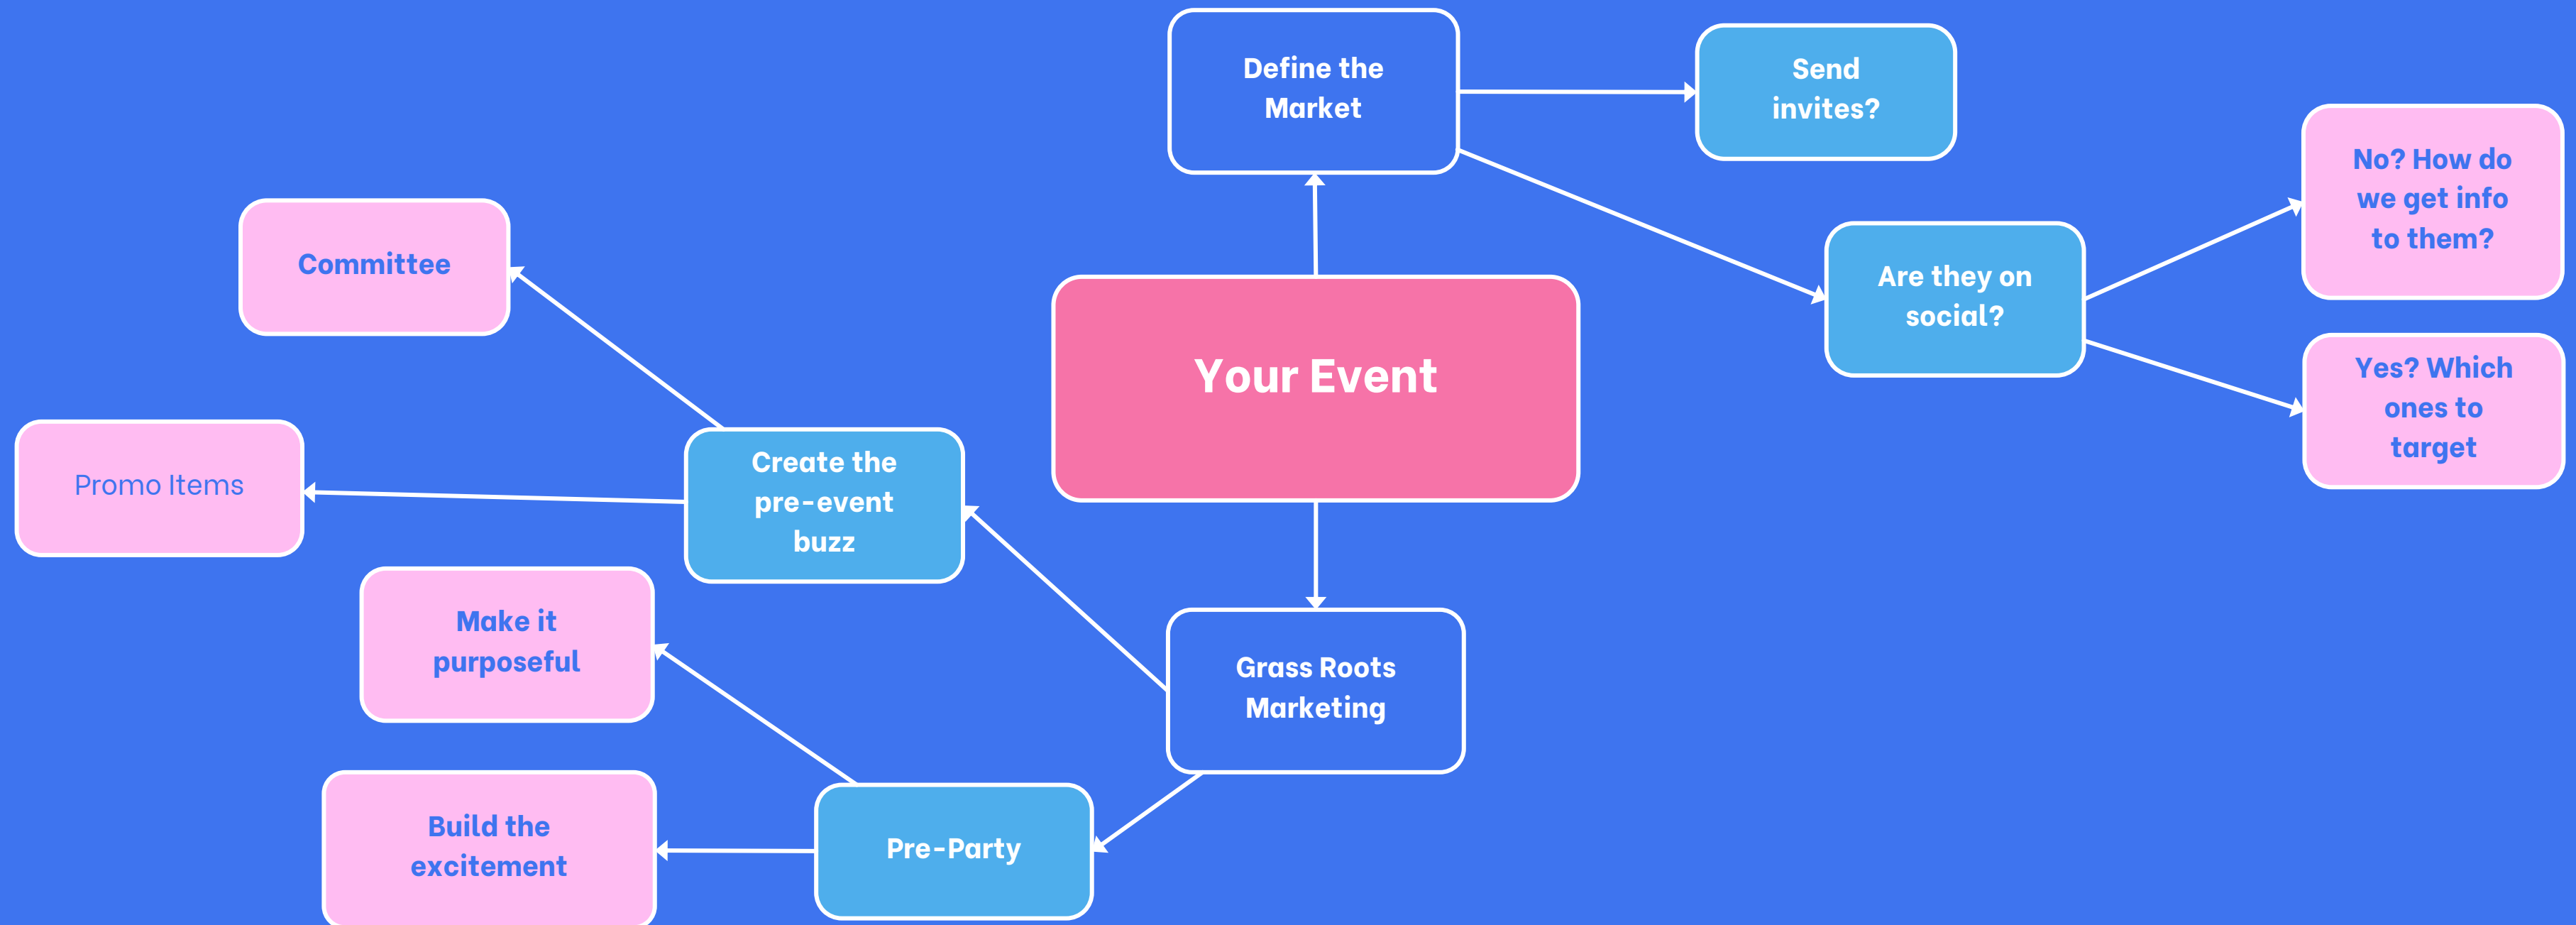 Define the
Market
Send
invites?
No? How do
we get info
to them?
Committee
Are they on
social?
Your Event
Yes? Which
ones to
target
Create the
pre-event
buzz
Promo Items
Make it
purposeful
Grass Roots
Marketing
Build the
excitement
Pre-Party